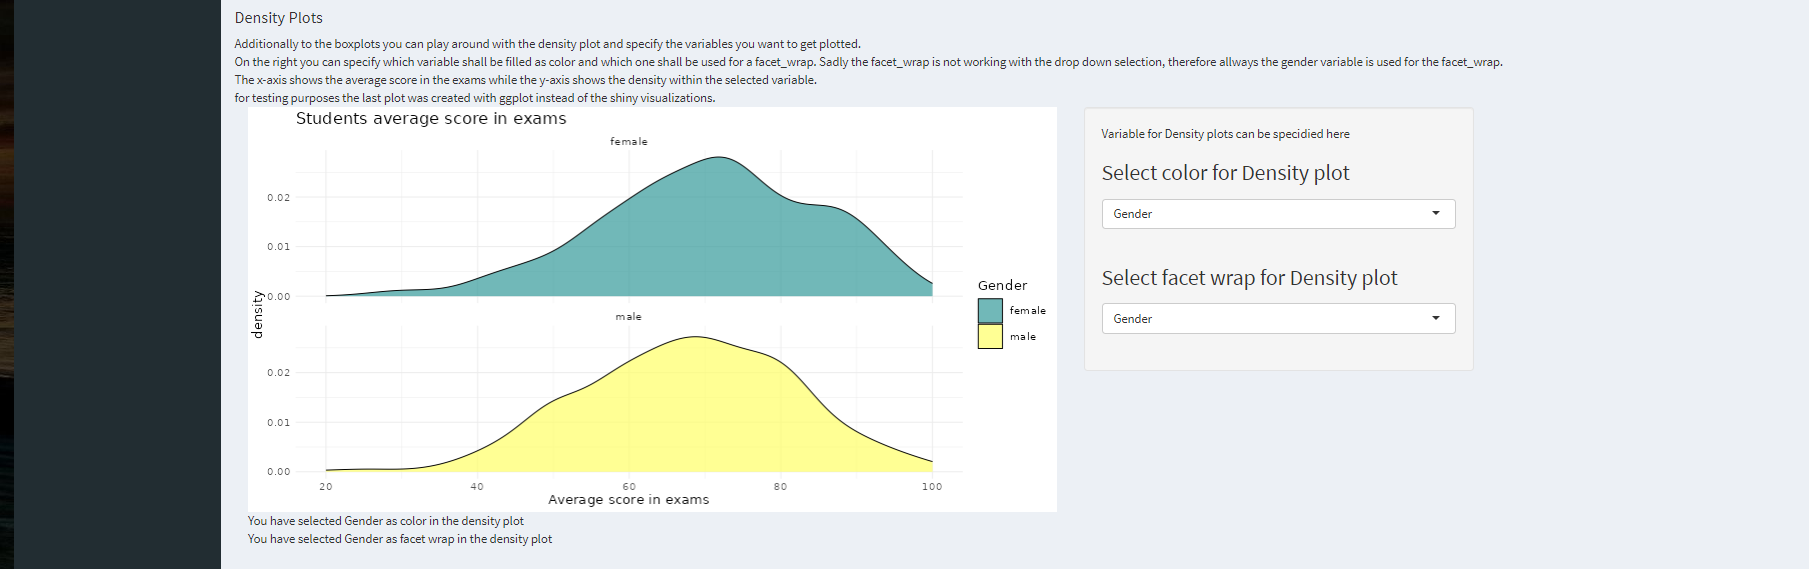 Density Plots
Additionally to the boxplots you can play around with the density plot and specify the variables you want to get plotted.
On the right you can specify which variable shall be filled as color and which one shall be used for a facet_wrap. Sadly the facet_wrap is not working with the drop down selection, therefore allways the gender variable is used for the facet_wrap.
The x-axis shows the average score in the exams while the y-axis shows the density within the selected variable.
for testing purposes the last plot was created with ggplot instead of the shiny visualizations.
Students average score in exams
female
0.02
0.01
0.00
density
male
0.02
0.01
0.00
20 40 60 80 100
Average score in exams
Gender
female
male
You have selected Gender as color in the density plot
You have selected Gender as facet wrap in the density plot
Variable for Density plots can be specidied here
Select color for Density plot
Gender
Select facet wrap for Density plot
Gender